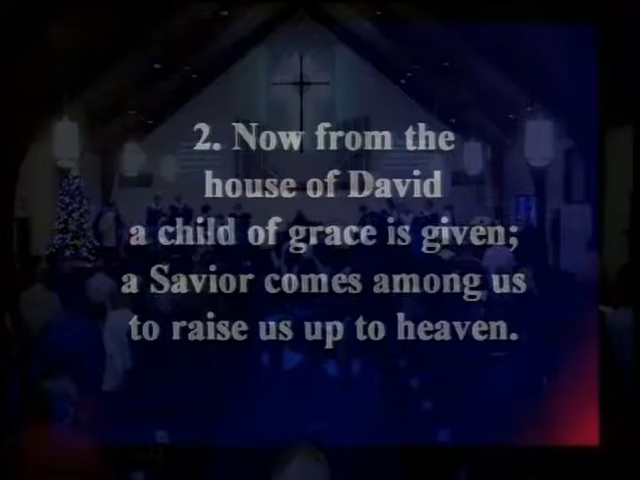 2. Now from the
house of David
a child of grace is given;
a Savior comes among us
to raise us up to heaven.